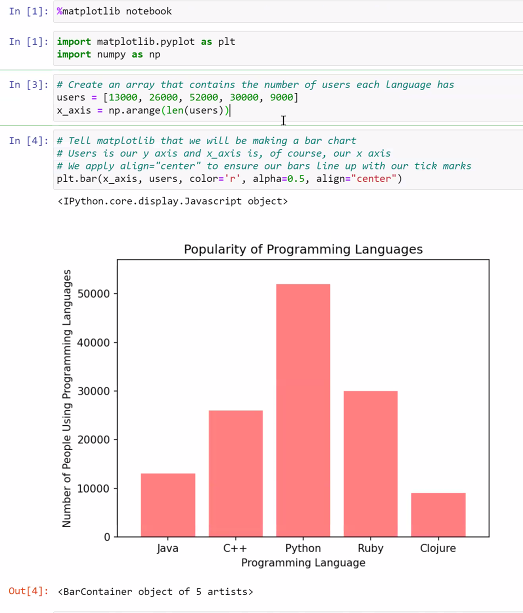 In [1]: %matplotlib notebook
In [1]: import matplotlib.pyplot as plt
import numpy as np
In [3]: # Create an array that contains the number of users each language has
users = [13000, 26000, 52000, 30000, 9000]
x_axis = np.arange(len(users))
In [4]: # Tell matplotlib that we will be making a bar chart
# Users is our y axis and x_axis is, of course, our x axis
# We apply align="center" to ensure our bars line up with our tick marks
plt.bar(x_axis, users, color='r', alpha=0.5, align="center")
<IPython.core.display.Javascript object>
Popularity of Programming Languages
Number of People Using Programming Languages
50000
40000
30000
20000
10000
0
Java C++ Python Ruby Clojure
Programming Language
Out[4]: <BarContainer object of 5 artists>